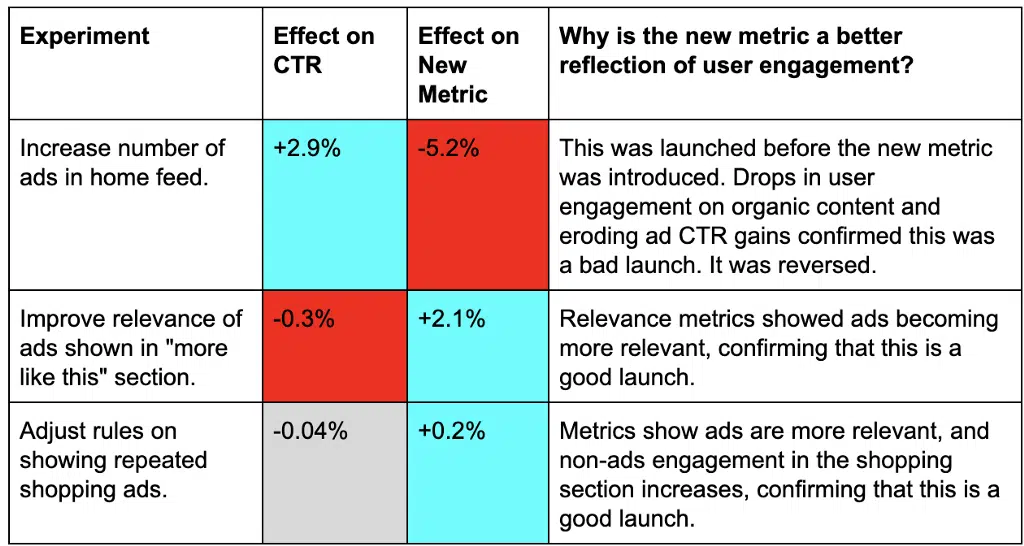 Experiment
Effect on
CTR
Effect on
New
Metric
Why is the new metric a better
reflection of user engagement?
Increase number of
ads in home feed.
+2.9%
-5.2%
This was launched before the new metric
was introduced. Drops in user
engagement on organic content and
eroding ad CTR gains confirmed this was
a bad launch. It was reversed.
Improve relevance of
ads shown in "more
like this" section.
-0.3%
+2.1%
Relevance metrics showed ads becoming
more relevant, confirming that this is a
good launch.
Adjust rules on
showing repeated
shopping ads.
-0.04%
+0.2%
Metrics show ads are more relevant, and
non-ads engagement in the shopping
section increases, confirming that this is a
good launch.